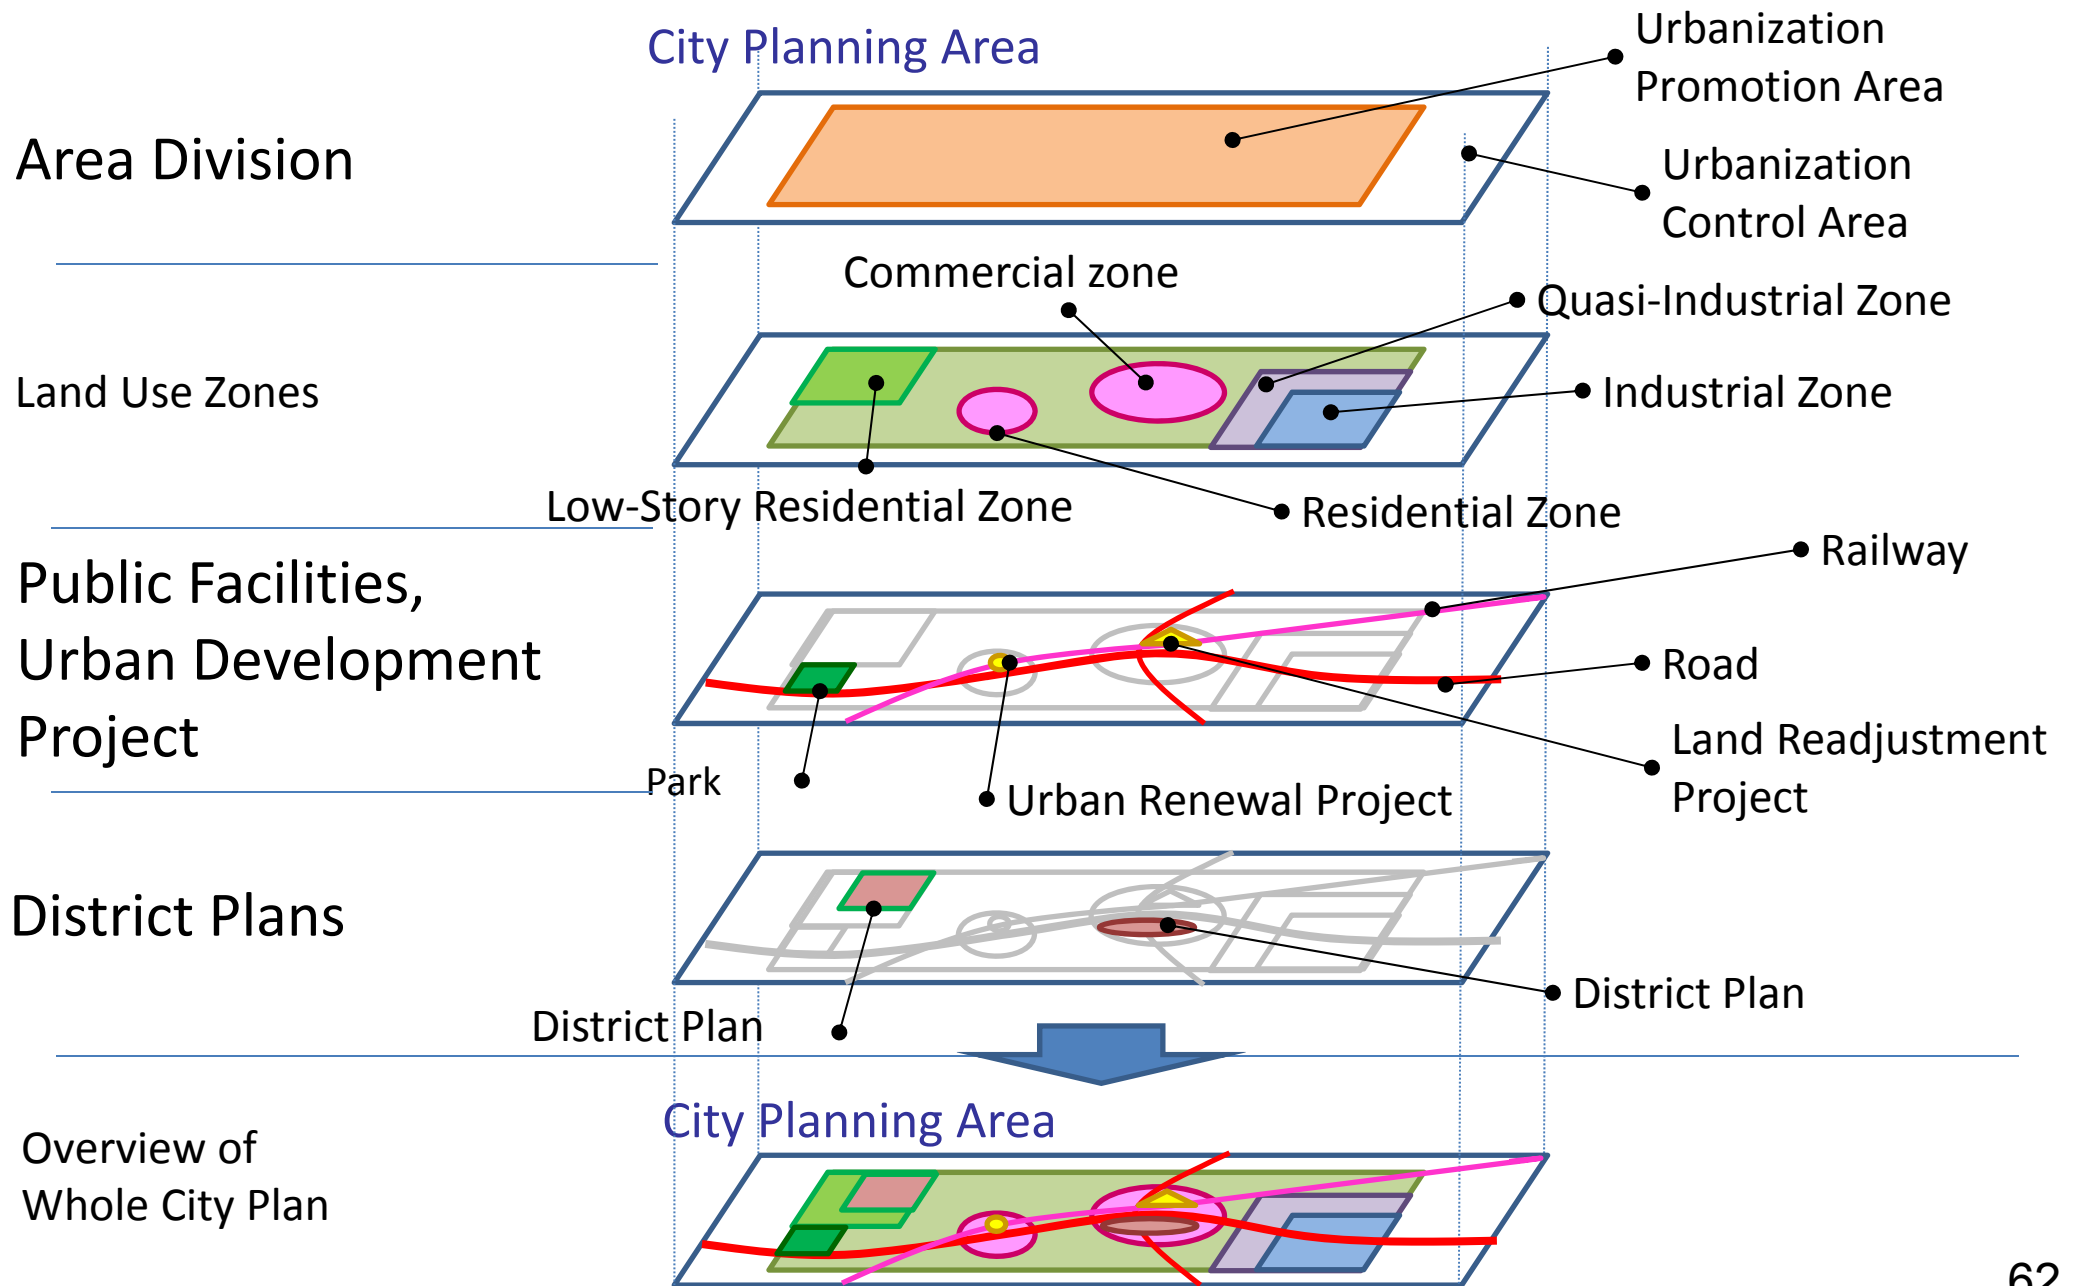 City Planning Area
Urbanization
Promotion Area
Area Division
Urbanization
Control Area
Commercial zone
Quasi-Industrial Zone
Land Use Zones
Industrial Zone
Low-Story Residential Zone
Residential Zone
Railway
Public Facilities,
Urban Development
Project
Road
Land Readjustment
Project
Park
Urban Renewal Project
District Plans
District Plan
District Plan
City Planning Area
Overview of
Whole City Plan
62